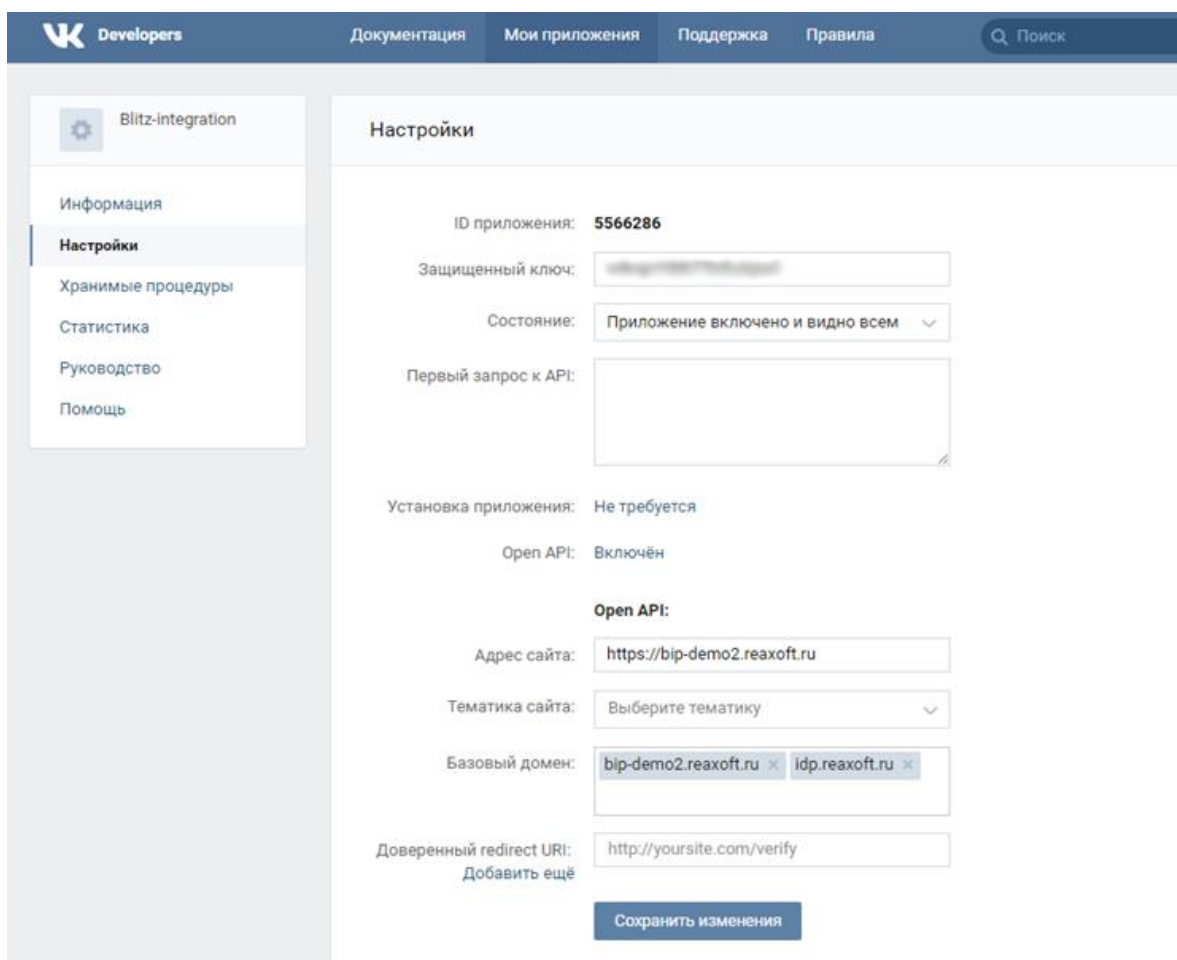 VK Developers
Документация
Мои приложения
Поддержка
Правила
Поиск
Blitz-integration
Информация
Настройки
Хранимые процедуры
Статистика
Руководство
Помощь
Настройки
ID приложения: 5566286
Защищенный ключ:
Состояние: Приложение включено и видно всем
Первый запрос к API:
Установка приложения: Не требуется
Open API: Включён
Open API:
Адрес сайта: https://bip-demo2.reaxoft.ru
Тематика сайта: Выберите тематику
Базовый домен: bip-demo2.reaxoft.ru × idp.reaxoft.ru ×
Доверенный redirect URI: http://yoursite.com/verify
Добавить ещё
Сохранить изменения